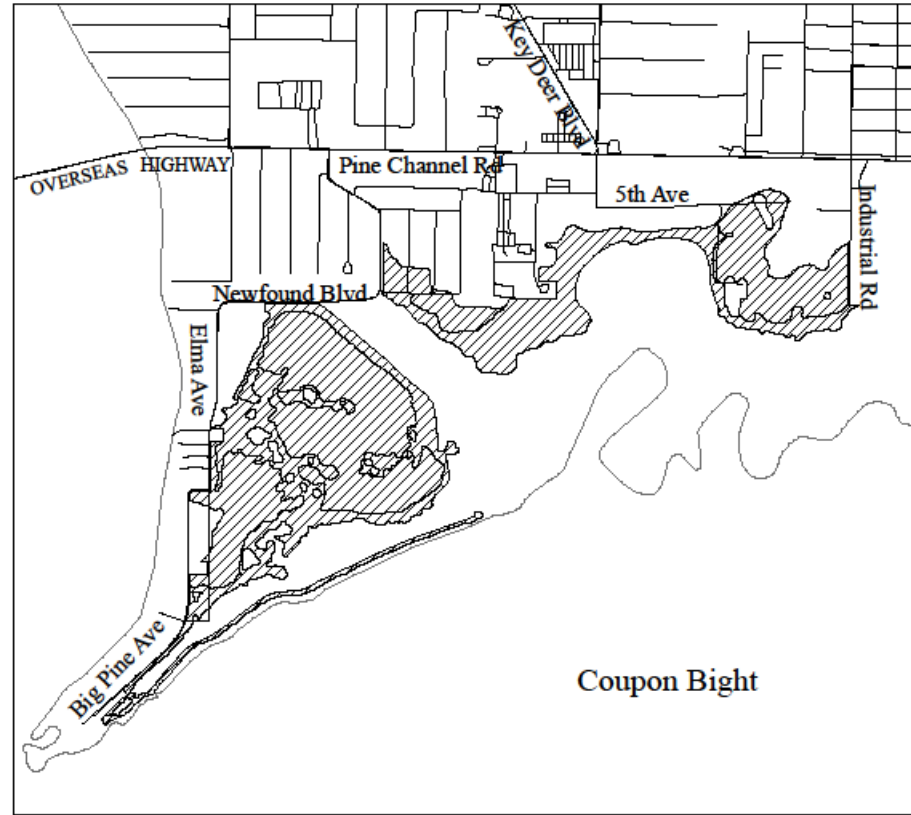 Key Deer Blvd
OVERSEAS HIGHWAY
Pine Channel Rd
5th Ave
Industrial Rd
Newfound Blvd
Elma Ave
Big Pine Ave
Coupon Bight